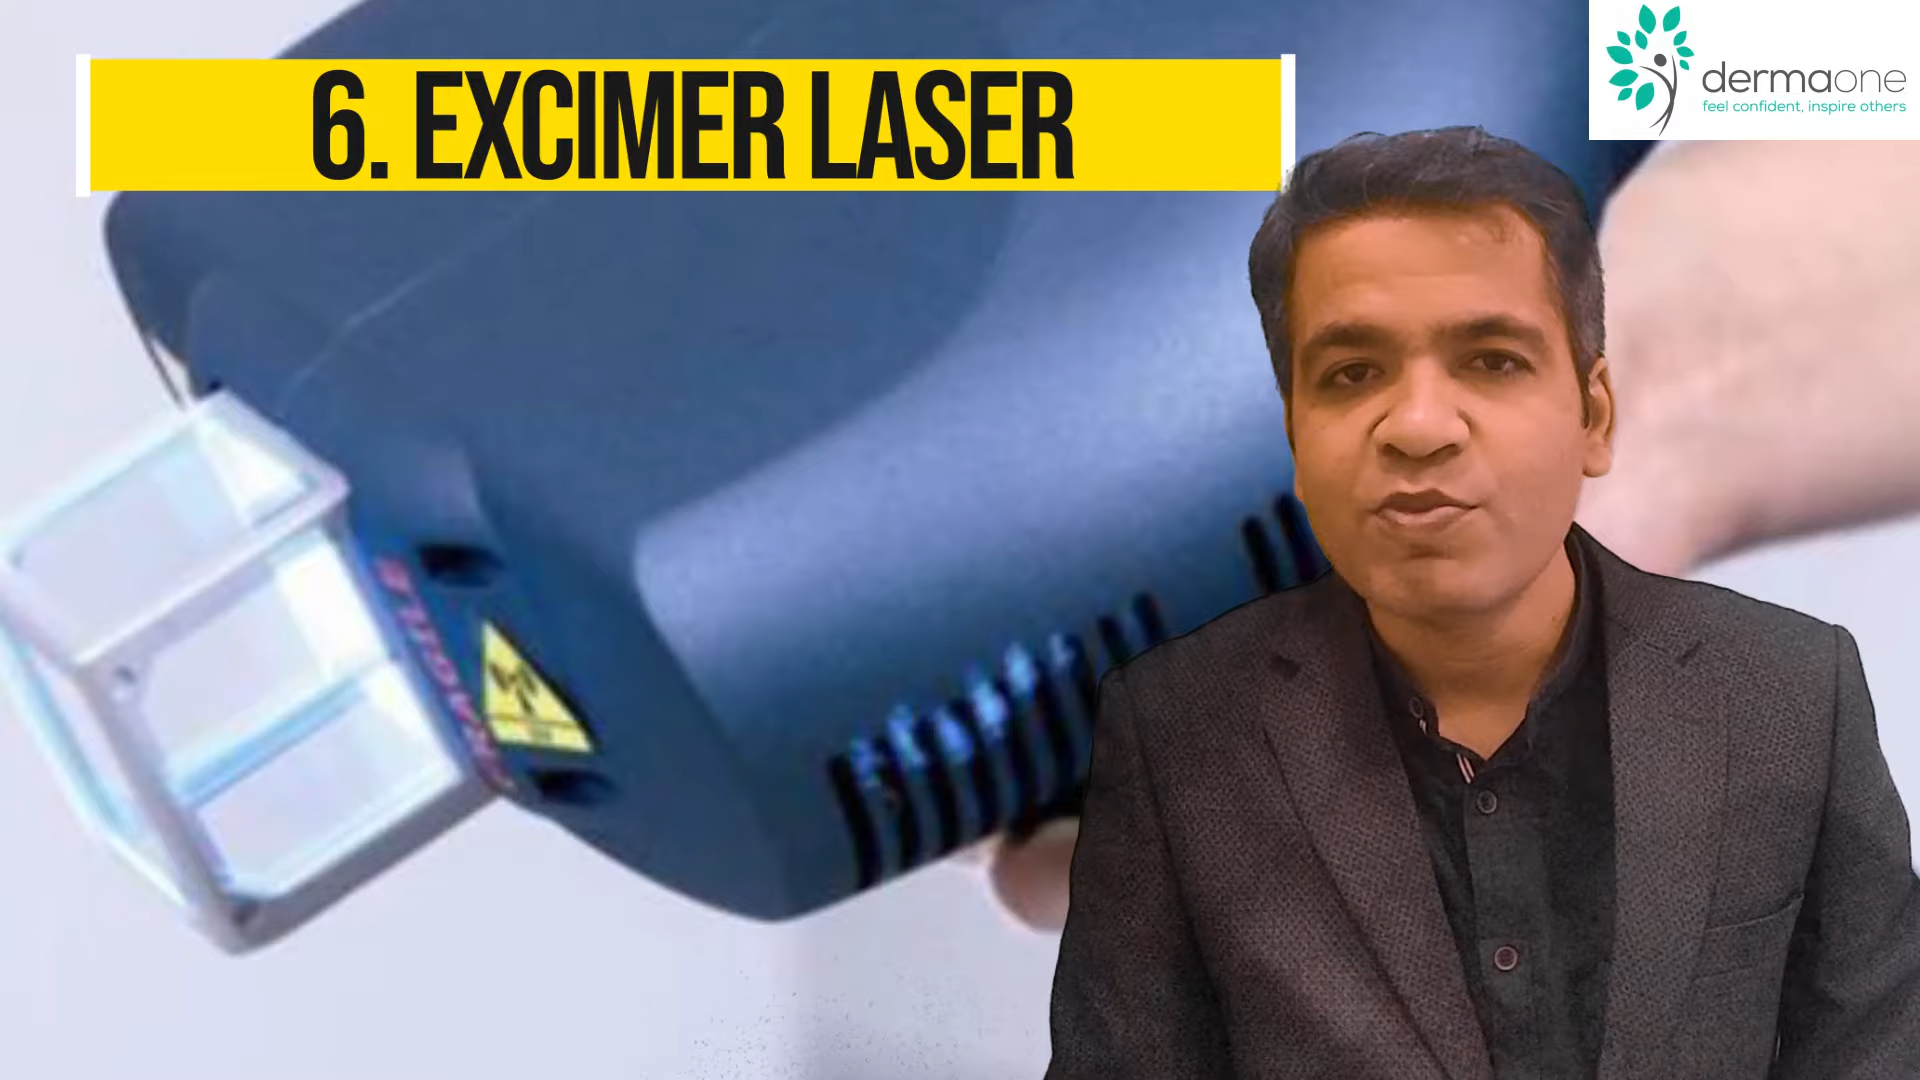 6. EXCIMER LASER
dermaone
feel confident, inspire others